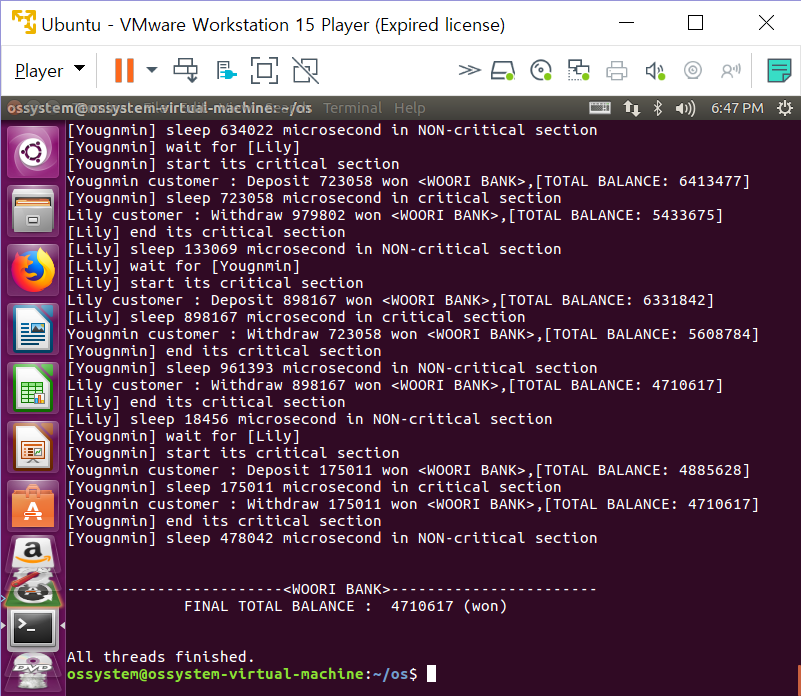 Ubuntu - VMware Workstation 15 Player (Expired license)
Player
ossystem@ossystem-virtual-machine: ~/os Terminal Help
6:47 PM
[Yougnmin] sleep 634022 microsecond in NON-critical section
[Yougnmin] wait for [Lily]
[Yougnmin] start its critical section
Yougnmin customer : Deposit 723058 won <WOORI BANK>,[TOTAL BALANCE: 6413477]
[Yougnmin] sleep 723058 microsecond in critical section
Lily customer : Withdraw 979802 won <WOORI BANK>,[TOTAL BALANCE: 5433675]
[Lily] end its critical section
[Lily] sleep 133069 microsecond in NON-critical section
[Lily] wait for [Yougnmin]
[Lily] start its critical section
Lily customer : Deposit 898167 won <WOORI BANK>,[TOTAL BALANCE: 6331842]
[Lily] sleep 898167 microsecond in critical section
Yougnmin customer : Withdraw 723058 won <WOORI BANK>,[TOTAL BALANCE: 5608784]
[Yougnmin] end its critical section
[Yougnmin] sleep 961393 microsecond in NON-critical section
Lily customer : Withdraw 898167 won <WOORI BANK>,[TOTAL BALANCE: 4710617]
[Lily] end its critical section
[Lily] sleep 18456 microsecond in NON-critical section
[Yougnmin] wait for [Lily]
[Yougnmin] start its critical section
Yougnmin customer : Deposit 175011 won <WOORI BANK>,[TOTAL BALANCE: 4885628]
[Yougnmin] sleep 175011 microsecond in critical section
Yougnmin customer : Withdraw 175011 won <WOORI BANK>,[TOTAL BALANCE: 4710617]
[Yougnmin] end its critical section
[Yougnmin] sleep 478042 microsecond in NON-critical section
------------------------<WOORI BANK>-----------------------
FINAL TOTAL BALANCE :  4710617 (won)
All threads finished.
ossystem@ossystem-virtual-machine:~/os$